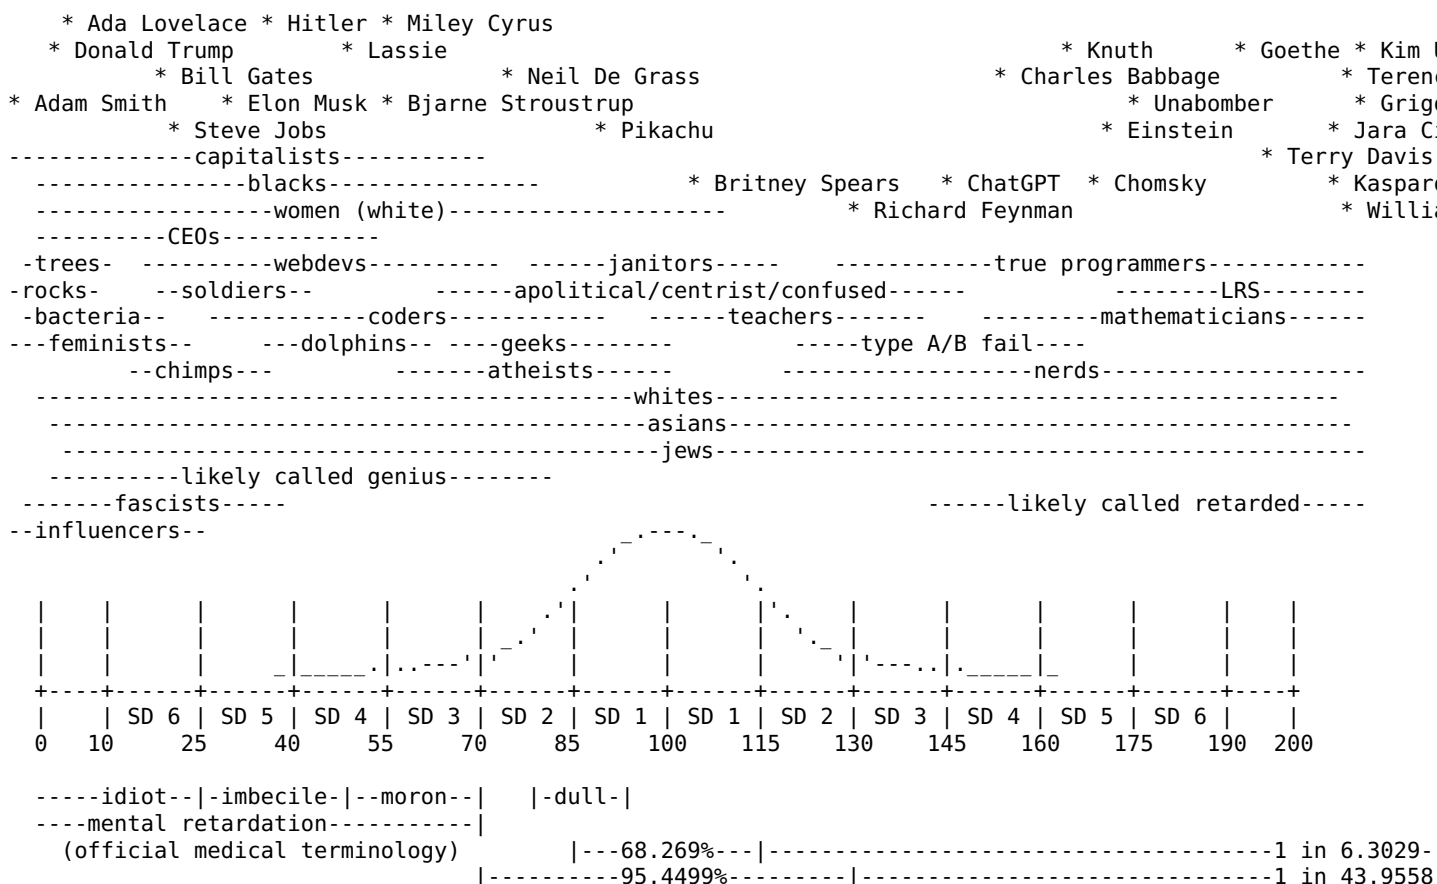 * Ada Lovelace * Hitler * Miley Cyrus
* Donald Trump * Lassie * Knuth * Goethe * Kim
* Bill Gates * Neil De Grass * Charles Babbage *
* Adam Smith * Elon Musk * Bjarne Stroustrup * Unabomber *
* Steve Jobs * Pikachu * Einstein * Jara
--------------capitalists----------- * Terry Davis
----------------blacks---------------- * Britney Spears * ChatGPT * Chomsky *
------------------women (white)--------------------- * Richard Feynman *
----------CEOs------------
-trees- ----------webdevs---------- ------janitors----- ------------true programmers------------
-rocks- --soldiers-- ------apolitical/centrist/confused------ --------LRS--------
-bacteria-- ------------coders------------ ------teachers------- ---------mathematicians------
---feminists-- ---dolphins-- ----geeks-------- -----type A/B fail----
--chimps--- -------atheists------ -------------------nerds--------------------
---------------------------------------------whites-----------------------------------------------
---------------------------------------------asians-----------------------------------------------
---------------------------------------------jews-------------------------------------------------
----------likely called genius--------
-------fascists----- ------likely called retarded-----
--influencers--
| | SD 6 | SD 5 | SD 4 | SD 3 | SD 2 | SD 1 | SD 1 | SD 2 | SD 3 | SD 4 | SD 5 | SD 6 | |
0 10 25 40 55 70 85 100 115 130 145 160 175 190 200
-----idiot--|-imbecile-|--moron--| |-dull-|
----mental retardation-----------|
(official medical terminology) |---68.269%---|--------------------------------------1 in 6.3029-
|----------95.4499%---------|-------------------------------1 in 43.9558